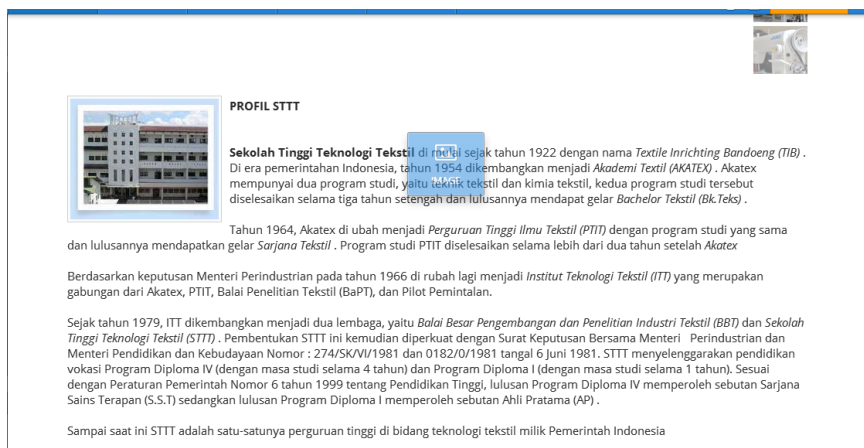 PROFIL STTT
Sekolah Tinggi Teknologi Tekstil di mulai sejak tahun 1922 dengan nama Textile Inrichting Bandoeng (TIB) .
Di era pemerintahan Indonesia, tahun 1954 dikembangkan menjadi Akademi Textil (AKATEX) . Akatex
mempunyai dua program studi, yaitu teknik tekstil dan kimia tekstil, kedua program studi tersebut
diselesaikan selama tiga tahun setengah dan lulusannya mendapat gelar Bachelor Tekstil (Bk.Teks) .
IMAGE
Tahun 1964, Akatex di ubah menjadi Perguruan Tinggi Ilmu Tekstil (PTIT) dengan program studi yang sama
dan lulusannya mendapatkan gelar Sarjana Tekstil . Program studi PTIT diselesaikan selama lebih dari dua tahun setelah Akatex
Berdasarkan keputusan Menteri Perindustrian pada tahun 1966 di rubah lagi menjadi Institut Teknologi Tekstil (ITT) yang merupakan
gabungan dari Akatex, PTIT, Balai Penelitian Tekstil (BaPT), dan Pilot Pemintalan.
Sejak tahun 1979, ITT dikembangkan menjadi dua lembaga, yaitu Balai Besar Pengembangan dan Penelitian Industri Tekstil (BBT) dan Sekolah
Tinggi Teknologi Tekstil (STTT) . Pembentukan STTT ini kemudian diperkuat dengan Surat Keputusan Bersama Menteri Perindustrian dan
Menteri Pendidikan dan Kebudayaan Nomor : 274/SK/VI/1981 dan 0182/0/1981 tangal 6 Juni 1981. STTT menyelenggarakan pendidikan
vokasi Program Diploma IV (dengan masa studi selama 4 tahun) dan Program Diploma I (dengan masa studi selama 1 tahun). Sesuai
dengan Peraturan Pemerintah Nomor 6 tahun 1999 tentang Pendidikan Tinggi, lulusan Program Diploma IV memperoleh sebutan Sarjana
Sains Terapan (S.S.T) sedangkan lulusan Program Diploma I memperoleh sebutan Ahli Pratama (AP) .
Sampai saat ini STTT adalah satu-satunya perguruan tinggi di bidang teknologi tekstil milik Pemerintah Indonesia